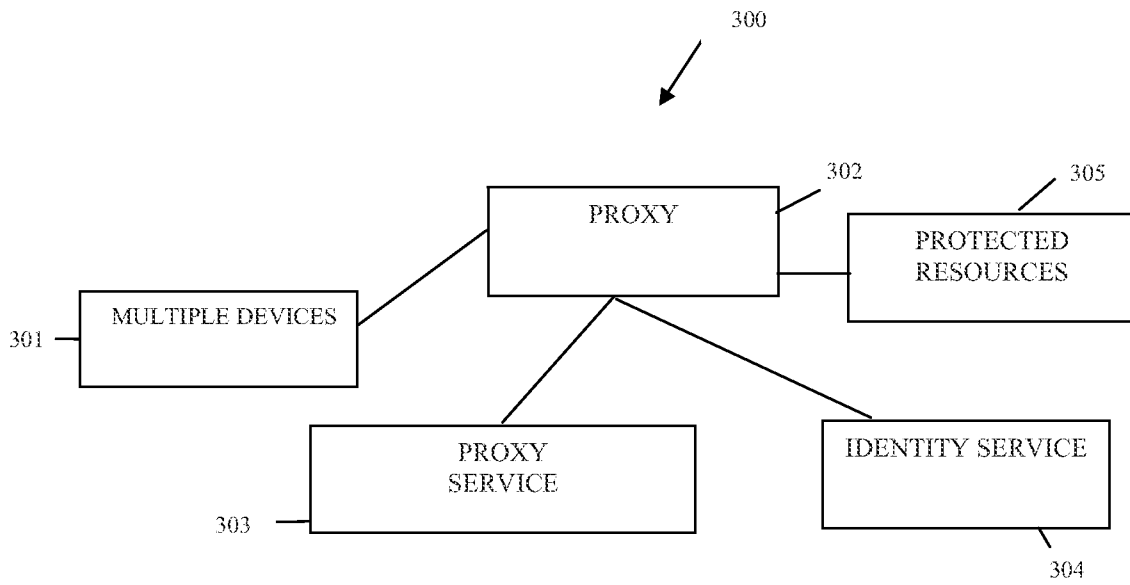 300
302
305
PROXY
PROTECTED
RESOURCES
MULTIPLE DEVICES
301
PROXY
SERVICE
IDENTITY SERVICE
303
304